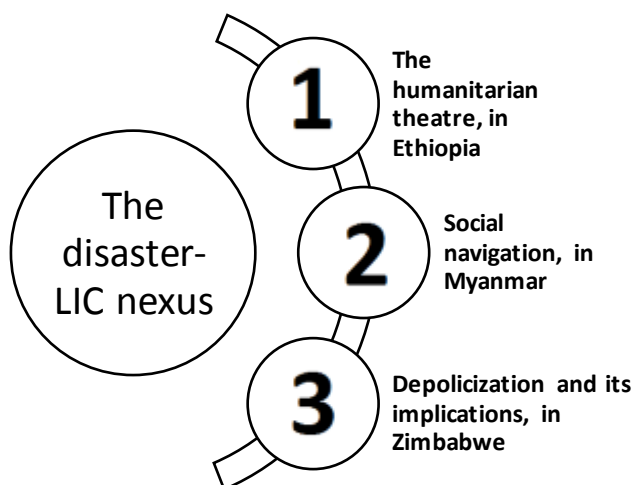 The
disaster-
LIC nexus
1
The
humanitarian
theatre, in
Ethiopia
2
Social
navigation, in
Myanmar
3
Depolicization and its
implications, in
Zimbabwe